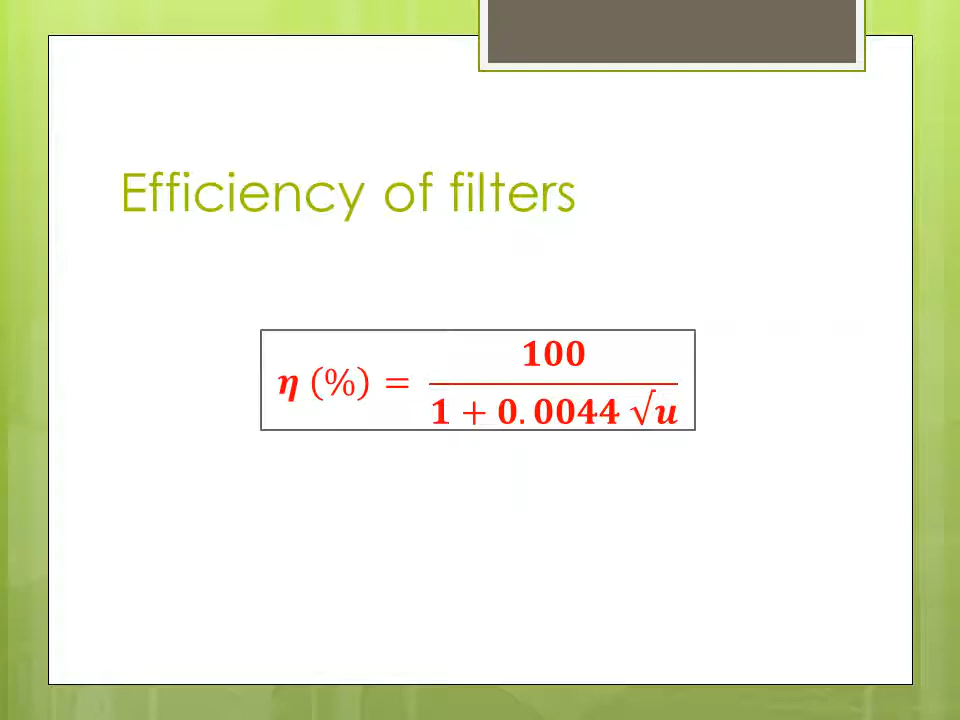 Efficiency of filters
η (%) = 100 / (1 + 0.0044 √u)